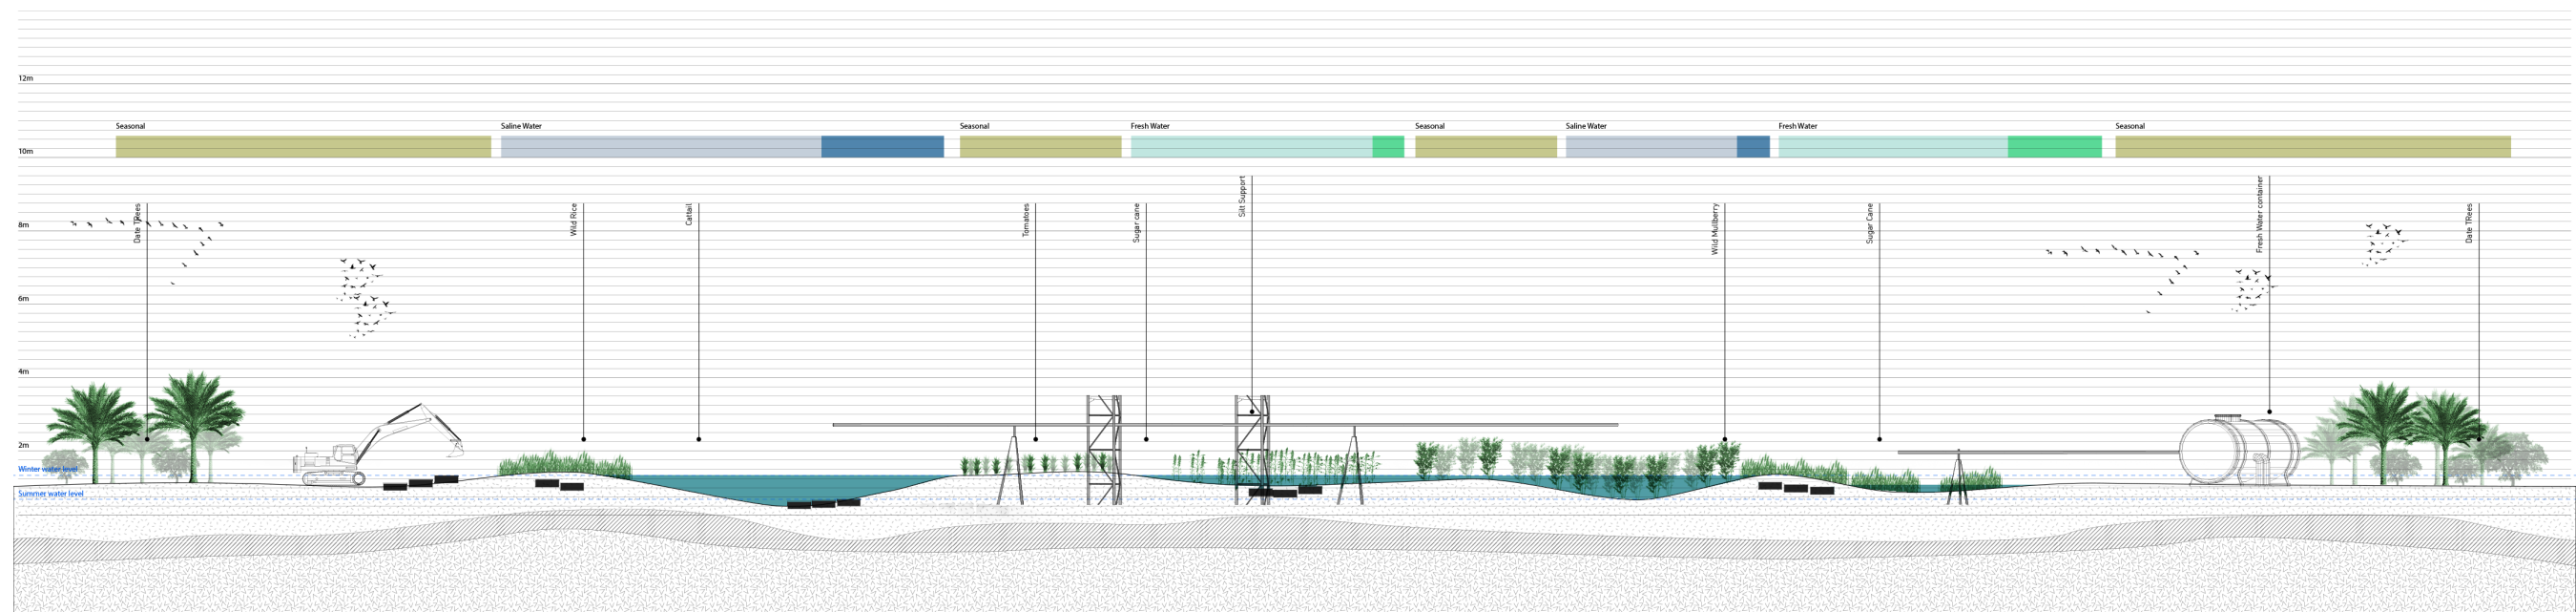 12m
Seasonal
Saline Water
Seasonal
Fresh Water
Seasonal
Saline Water
Fresh Water
Seasonal
10m
Date TRees
Wild Rice
Cattail
Tomatoes
Sugar cane
Silt Support
Wild Mullberry
Sugar Cane
Fresh Water container
Date TRees
8m
6m
4m
2m
Winter water level
Summer water level